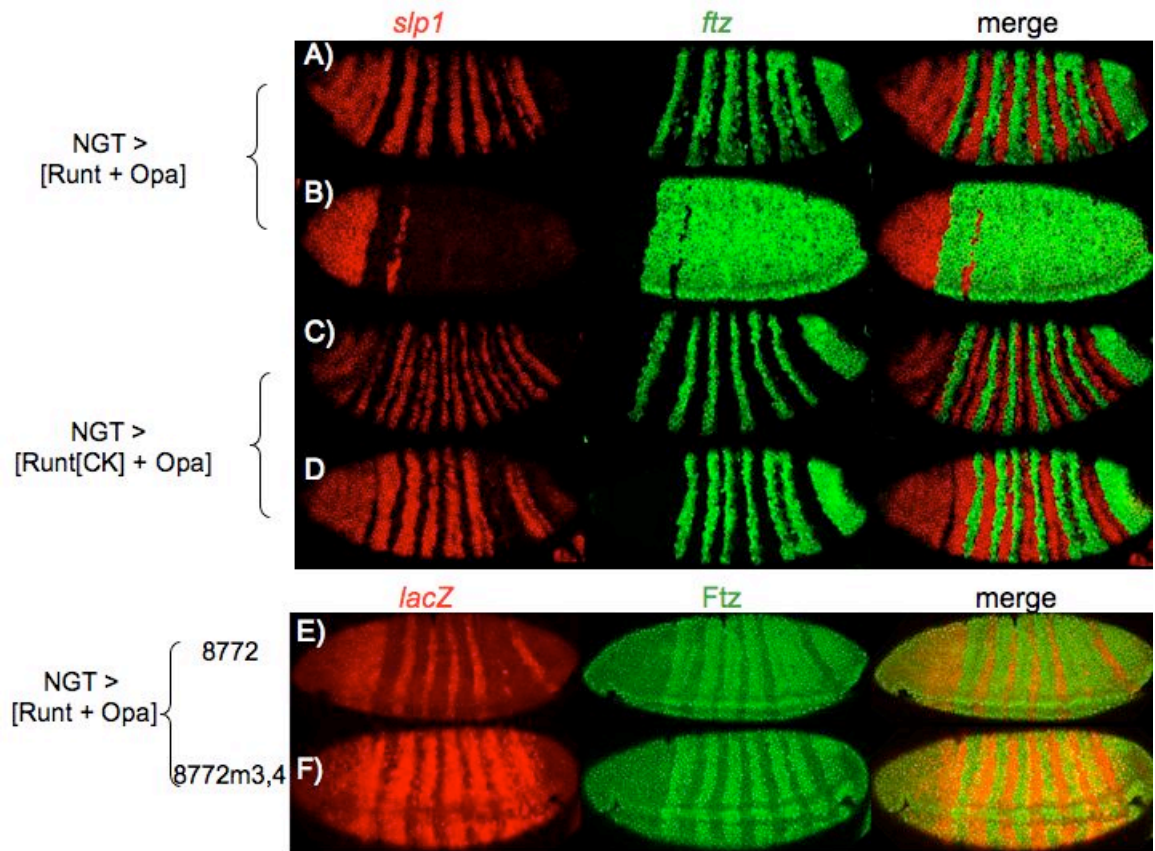 slp1 ftz merge
A)
NGT >
[Runt + Opa]
B)
C)
NGT >
[Runt[CK] + Opa]
D)
lacZ Ftz merge
E)
8772
NGT >
[Runt + Opa]
8772m3,4
F)